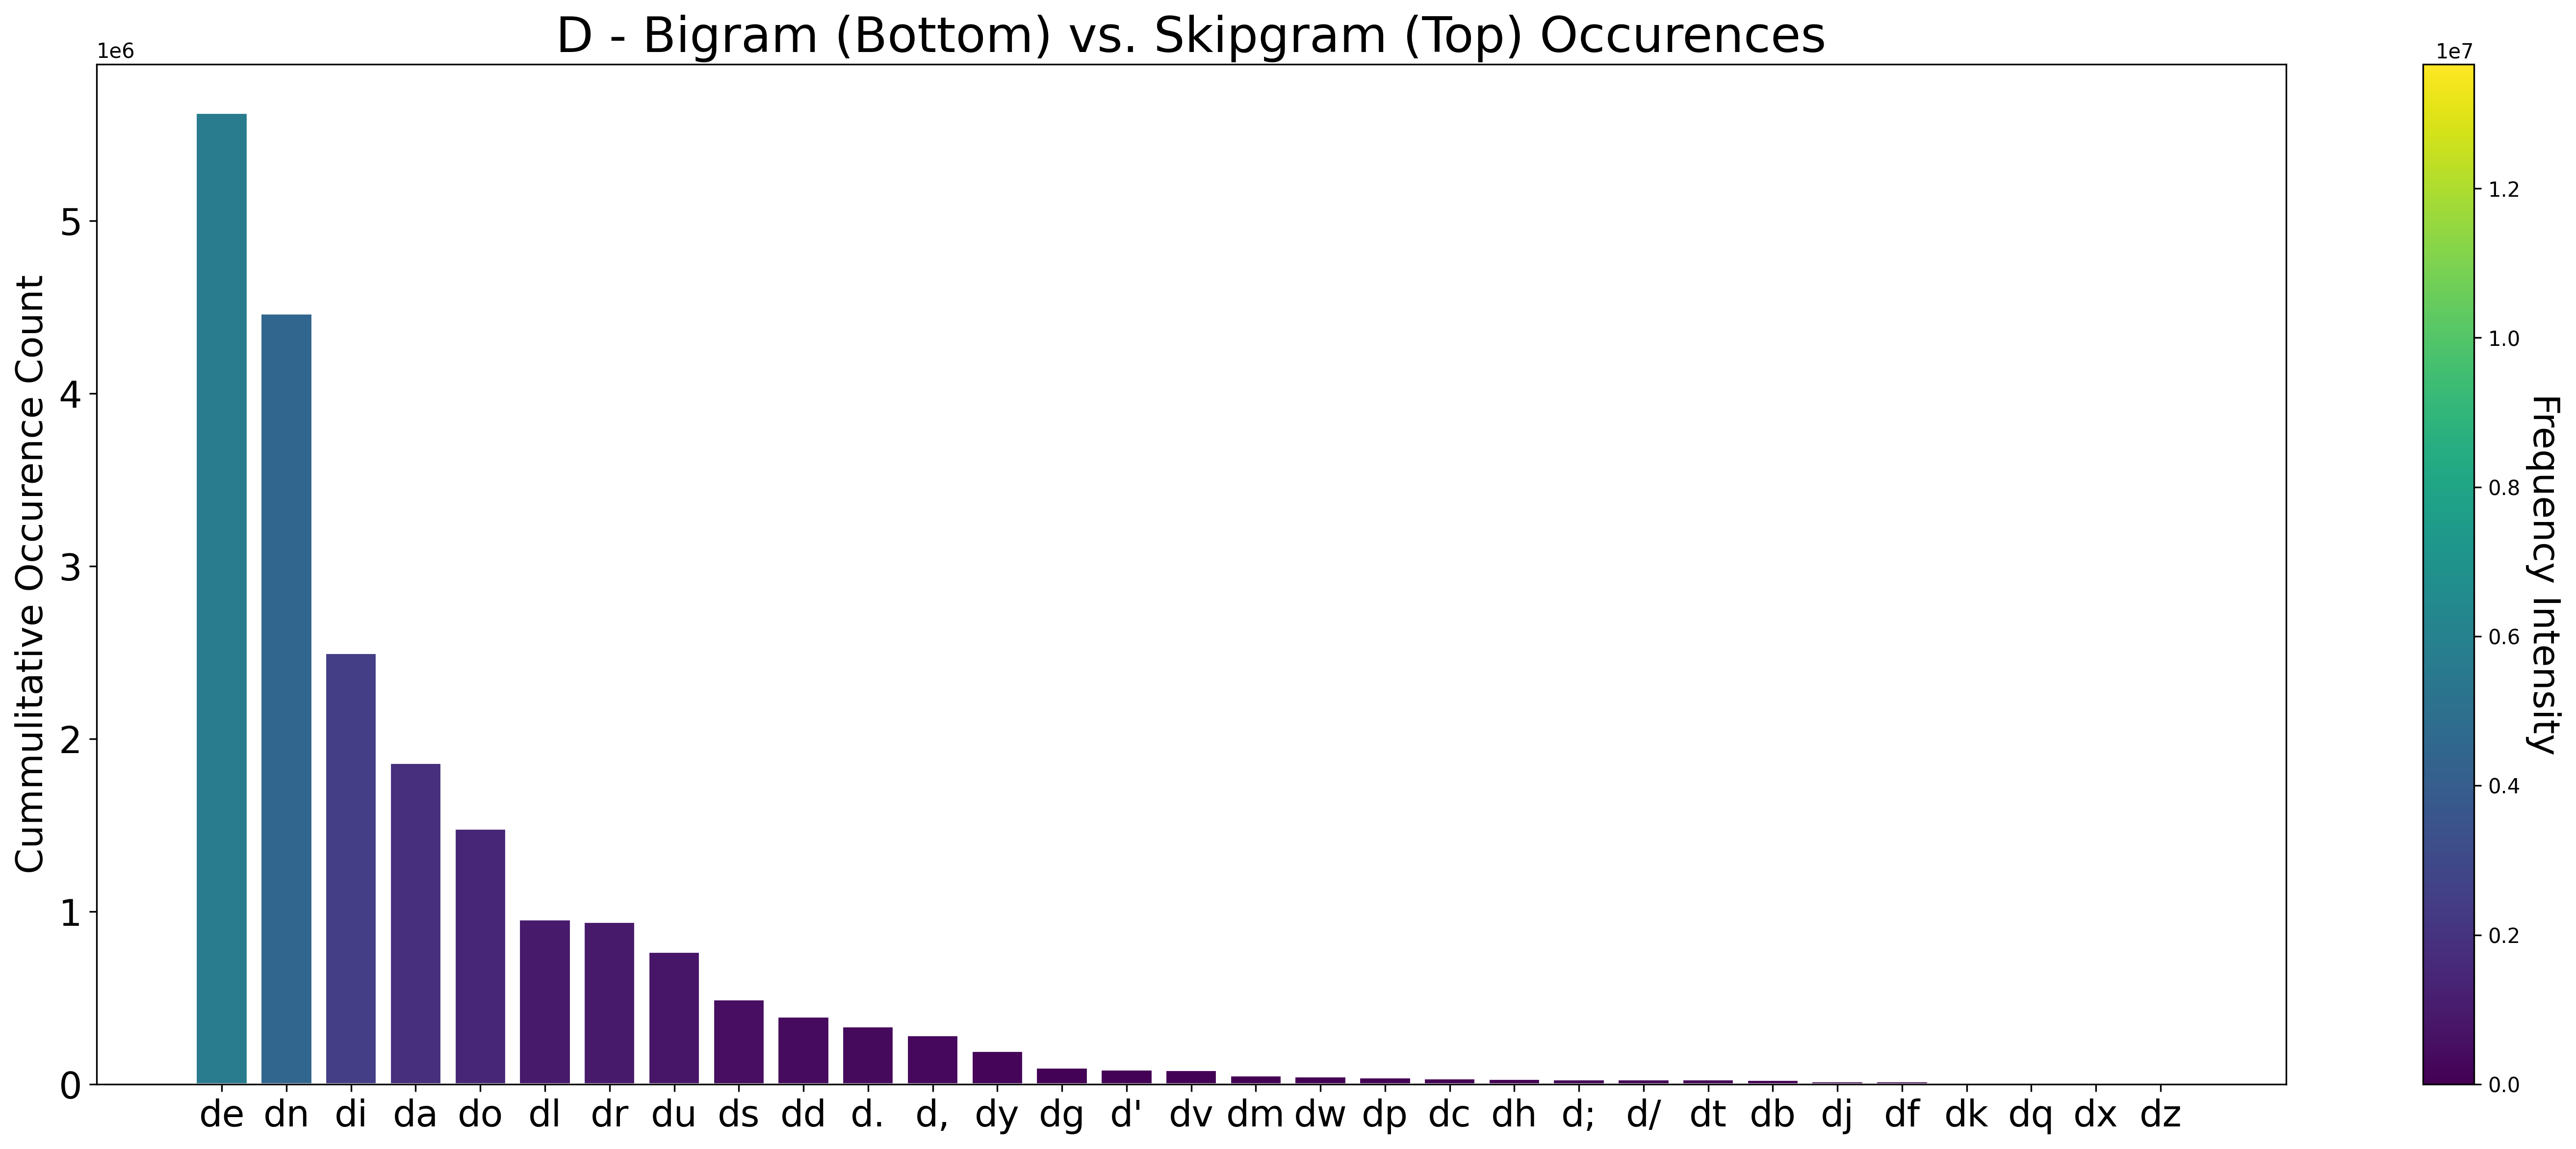 D - Bigram (Bottom) vs. Skipgram (Top) Occurences
1e6
1e7
Cummulitative Occurence Count
5
4
3
2
1
0
de dn di da do dl dr du ds dd d. d, dy dg d' dv dm dw dp dc dh d; d/ dt db dj df dk dq dx dz
1.2
1.0
0.8
0.6
0.4
0.2
0.0
Frequency Intensity